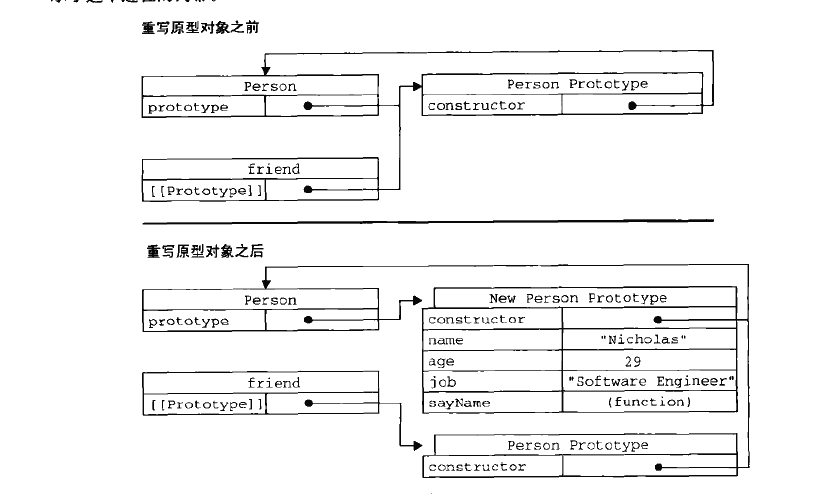 重写原型对象之前
Person
prototype
Person Prototype
constructor
friend
[[Prototype]]
重写原型对象之后
Person
prototype
New Person Prototype
constructor
name "Nicholas"
age 29
job "Software Engineer"
sayName (function)
friend
[[Prototype]]
Person Prototype
constructor